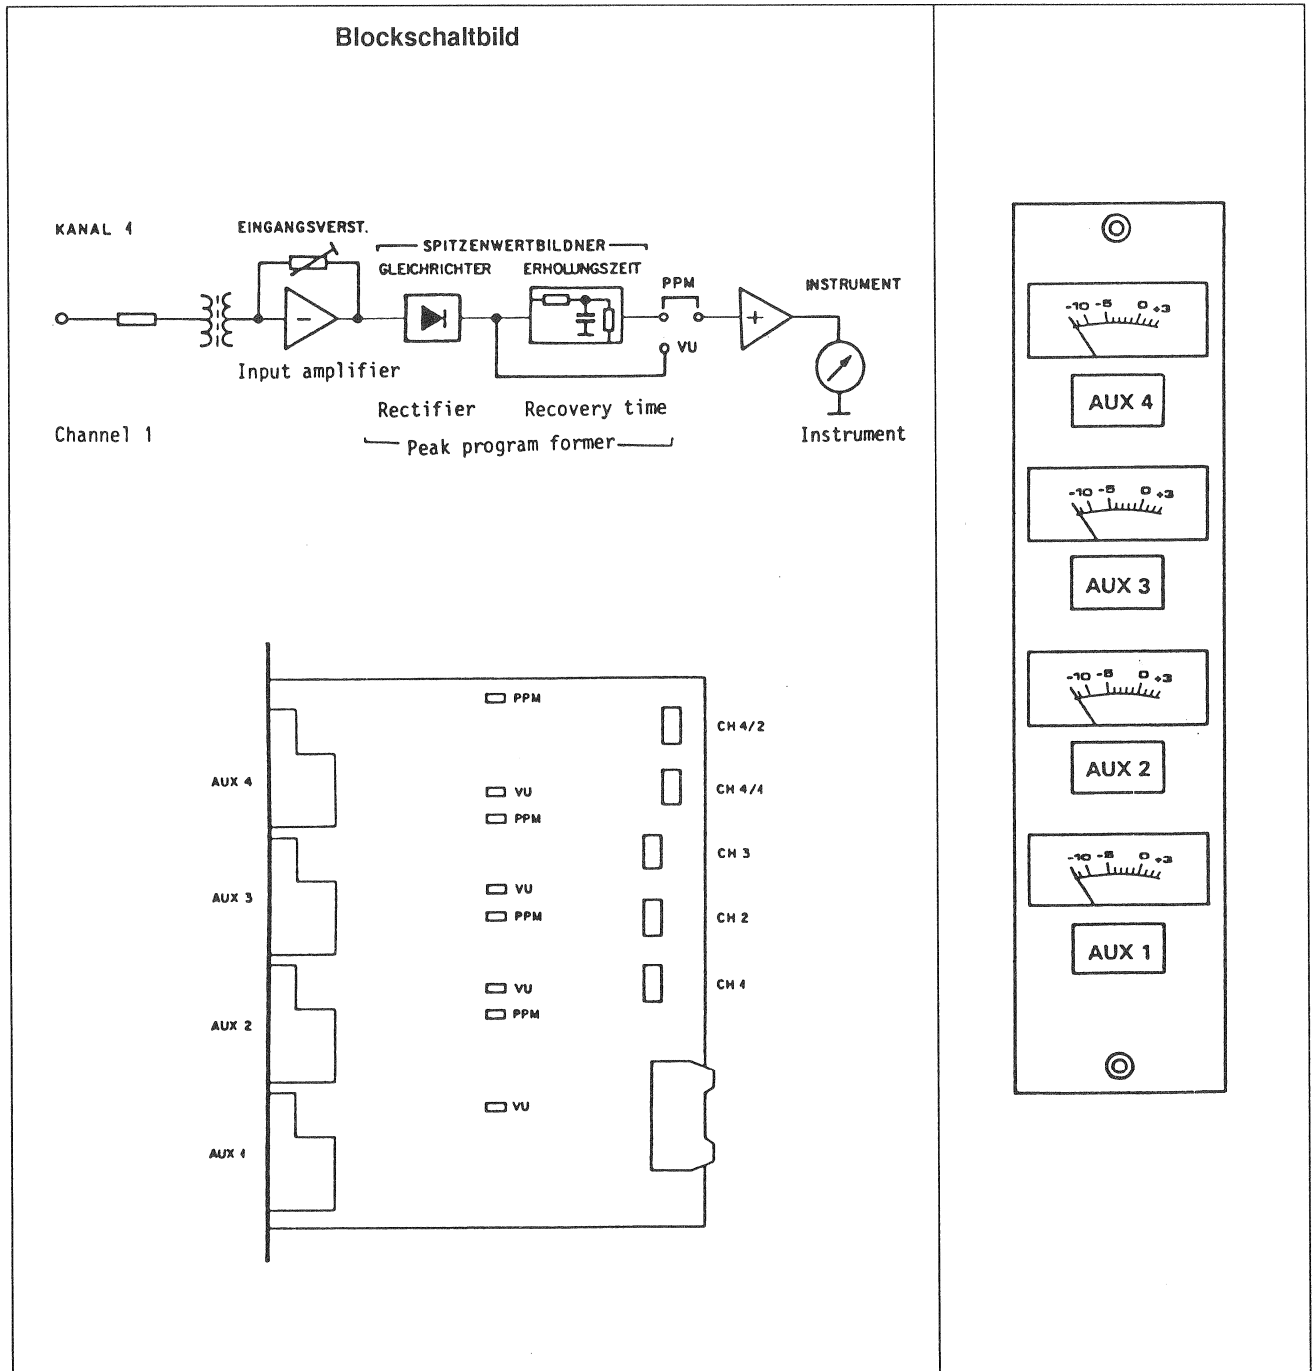 Blockschaltbild
KANAL 1
EINGANGSVERST.
SPITZENWERTBILDNER
GLEICHRICHTER
ERHOLUNGSZEIT
PPM
INSTRUMENT
VU
Input amplifier
Rectifier
Recovery time
Channel 1
Peak program former
Instrument
PPM
CH 4/2
AUX 4
VU
CH 4/1
PPM
CH 3
AUX 3
VU
PPM
CH 2
VU
CH 1
AUX 2
PPM
VU
AUX 1
-10 -5 0 +3
AUX 4
-10 -5 0 +3
AUX 3
-10 -5 0 +3
AUX 2
-10 -5 0 +3
AUX 1